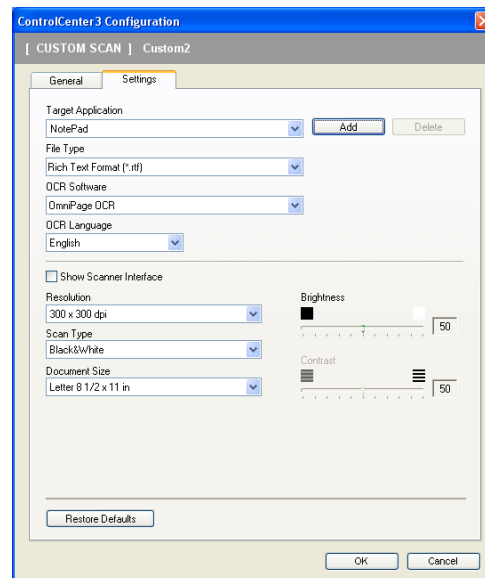 ControlCenter3 Configuration
[ CUSTOM SCAN ] Custom2
General Settings
Target Application
NotePad Add Delete
File Type
Rich Text Format (*.rtf)
OCR Software
OmniPage OCR
OCR Language
English
Show Scanner Interface
Resolution Brightness
300 x 300 dpi 50
Scan Type
Black&White
Contrast
Document Size
Letter 8 1/2 x 11 in 50
Restore Defaults
OK Cancel